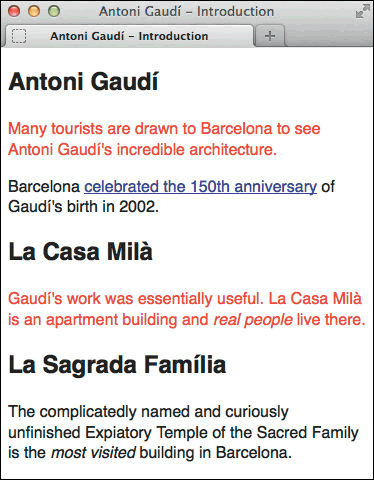 Antoni Gaudí – Introduction
Antoni Gaudí – Introduction
Antoni Gaudí
Many tourists are drawn to Barcelona to see
Antoni Gaudí's incredible architecture.
Barcelona celebrated the 150th anniversary of
Gaudí's birth in 2002.
La Casa Milà
Gaudí's work was essentially useful. La Casa Milà
is an apartment building and real people live there.
La Sagrada Família
The complicatedly named and curiously
unfinished Expiatory Temple of the Sacred Family
is the most visited building in Barcelona.